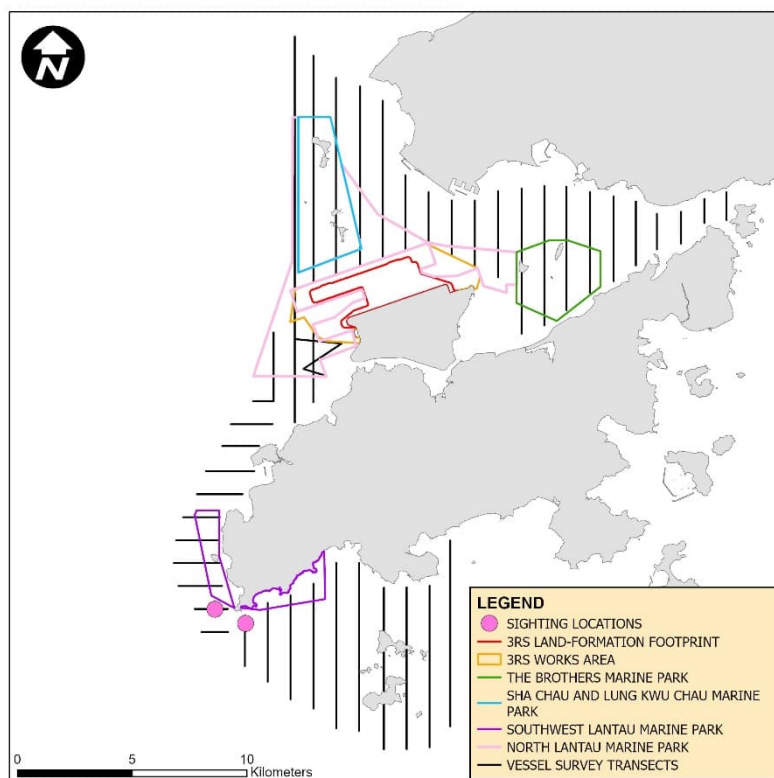 N
LEGEND
SIGHTING LOCATIONS
3RS LAND-FORMATION FOOTPRINT
3RS WORKS AREA
THE BROTHERS MARINE PARK
SHA CHAU AND LUNG KWU CHAU MARINE
PARK
SOUTHWEST LANTAU MARINE PARK
NORTH LANTAU MARINE PARK
VESSEL SURVEY TRANSECTS
0 5 10
Kilometers